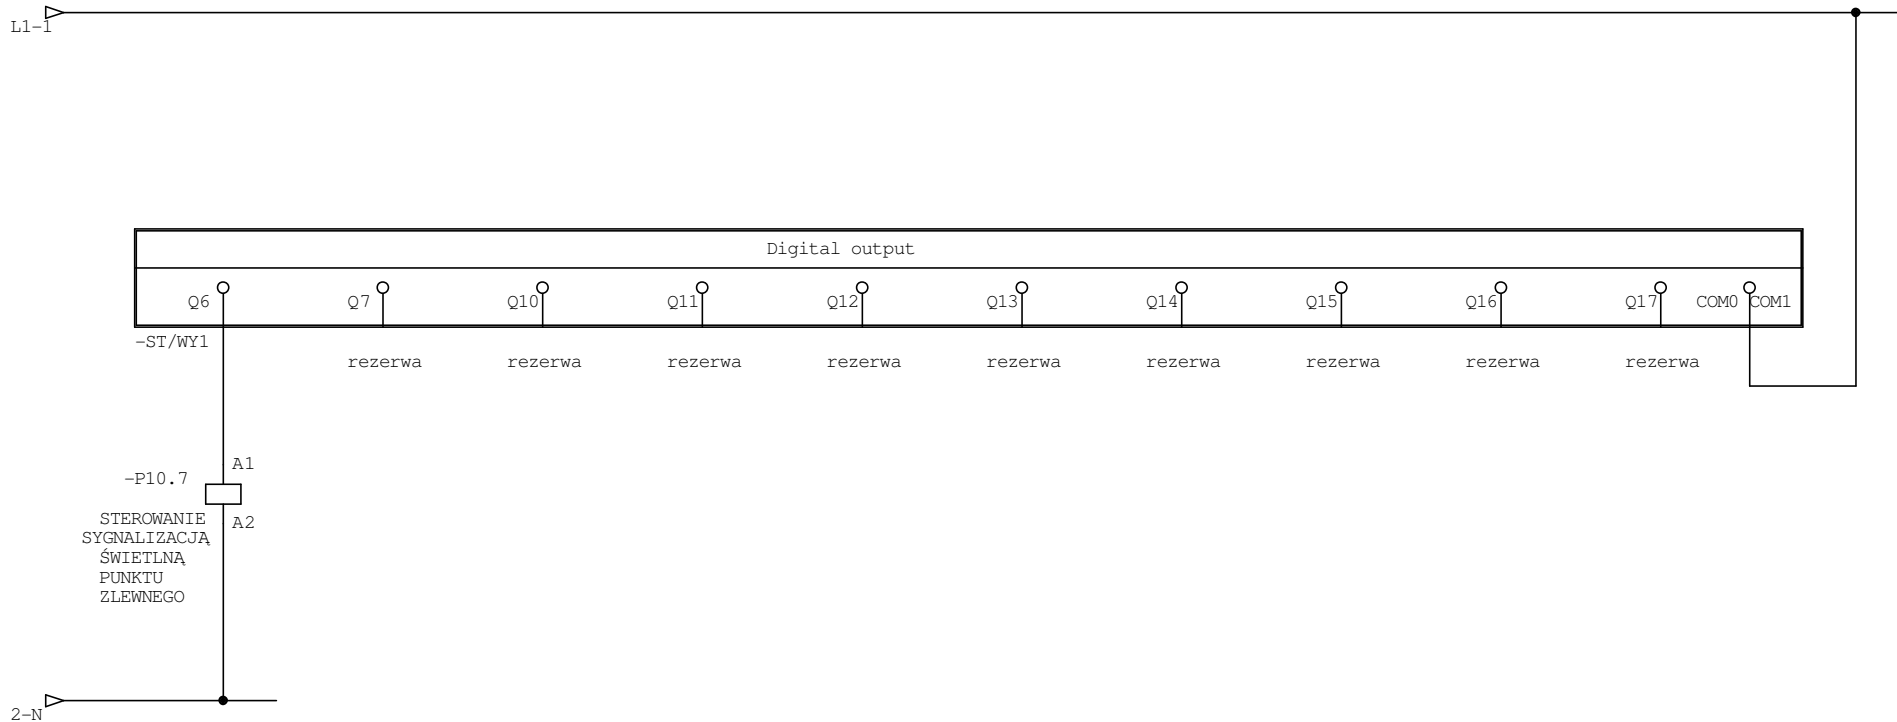 L1-1
Digital output
Q6
Q7
Q10
Q11
Q12
Q13
Q14
Q15
Q16
Q17
COM0
COM1
-ST/WY1
rezerwa
rezerwa
rezerwa
rezerwa
rezerwa
rezerwa
rezerwa
rezerwa
rezerwa
A1
-P10.7
STEROWANIE
A2
SYGNALIZACJĄ
ŚWIETLNĄ
PUNKTU
ZLEWNEGO
2-N